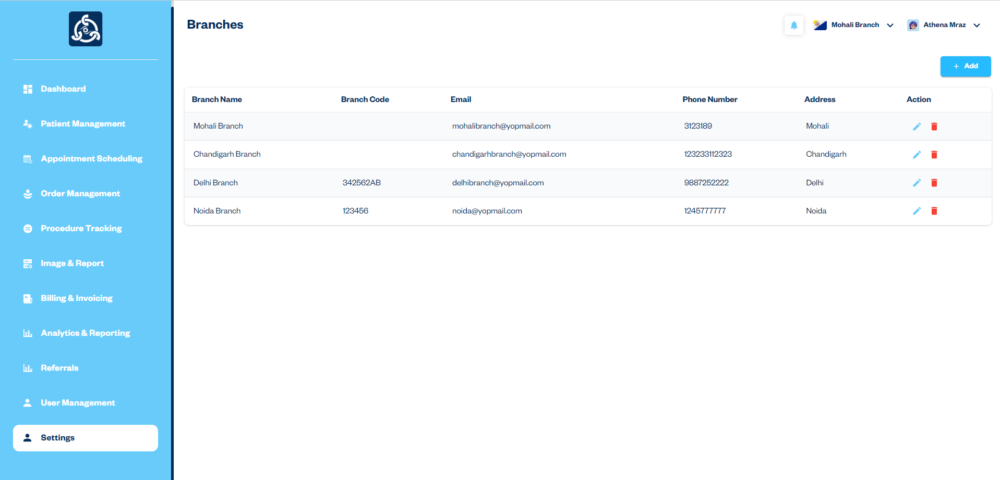 Branches
Mohali Branch
Athena Mraz
+ Add
Dashboard
Patient Management
Appointment Scheduling
Order Management
Procedure Tracking
Image & Report
Billing & Invoicing
Analytics & Reporting
Referrals
User Management
Settings
Branch Name Branch Code Email Phone Number Address Action
Mohali Branch mohalibranch@yopmail.com 3123189 Mohali
Chandigarh Branch chandigarhbranch@yopmail.com 123233112323 Chandigarh
Delhi Branch 342562AB delhibranch@yopmail.com 9887252222 Delhi
Noida Branch 123456 noida@yopmail.com 1245777777 Noida